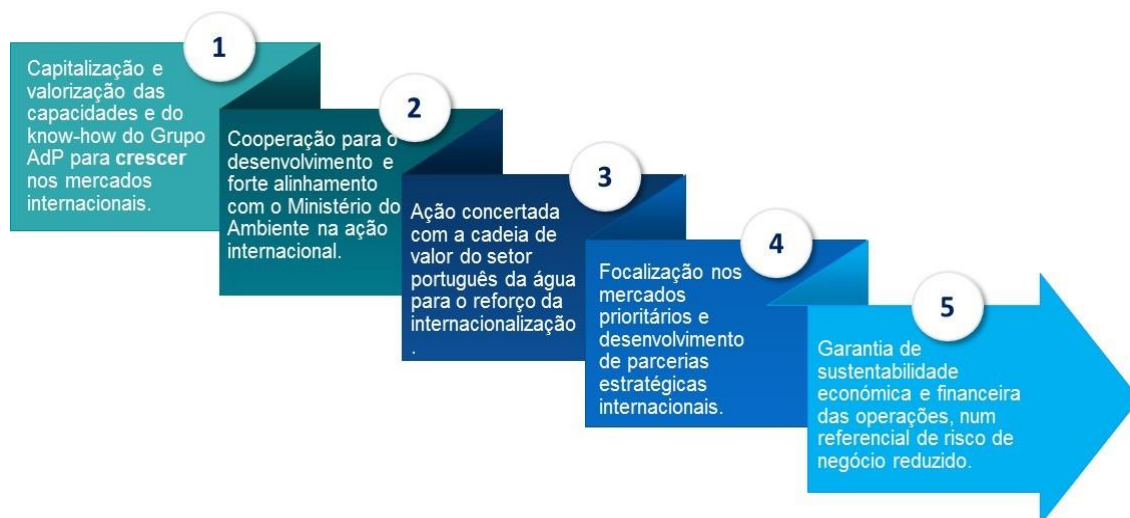 1
Capitalização e
valorização das
capacidades e do
know-how do Grupo
AdP para crescer
nos mercados
internacionais.
2
Cooperação para o
desenvolvimento e
forte alinhamento
com o Ministério do
Ambiente na ação
internacional.
3
Ação concertada
com a cadeia de
valor do setor
português da água
para o reforço da
internacionalização
.
4
Focalização nos
mercados
prioritários e
desenvolvimento
de parcerias
estratégicas
internacionais.
5
Garantia de
sustentabilidade
económica e financeira
das operações, num
referencial de risco de
negócio reduzido.